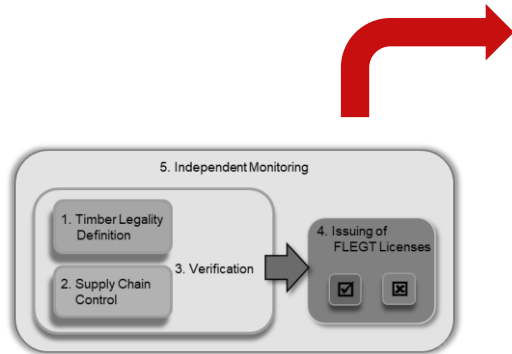 5. Independent Monitoring
1. Timber Legality
Definition
2. Supply Chain
Control
3. Verification
4. Issuing of
FLEGT Licenses